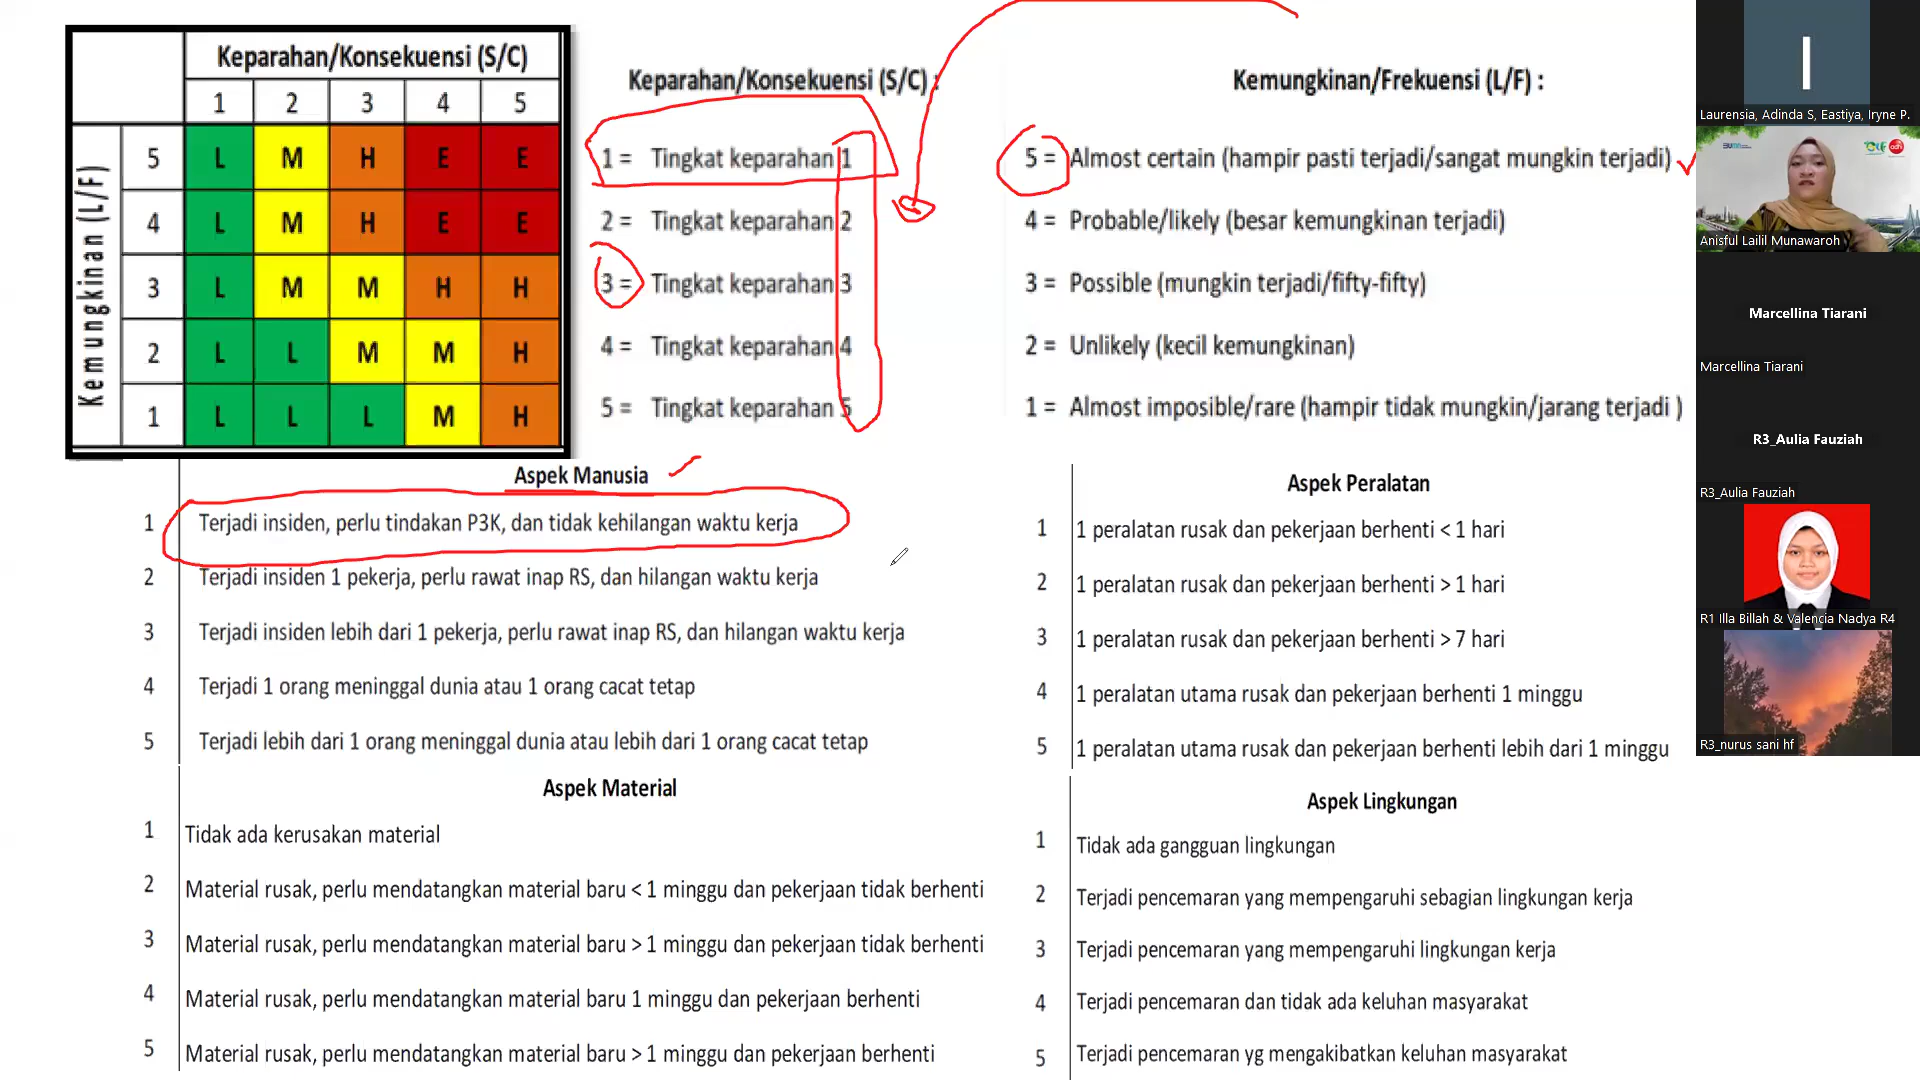 Keparahan/Konsekuensi (S/C)
1 2 3 4 5
Kemungkinan (L/F)
5 L M H E E
4 L M H E E
3 L M M H H
2 L L M M H
1 L L L M H
Keparahan/Konsekuensi (S/C) :
1 = Tingkat keparahan 1
2 = Tingkat keparahan 2
3 = Tingkat keparahan 3
4 = Tingkat keparahan 4
5 = Tingkat keparahan 5
Kemungkinan/Frekuensi (L/F) :
5 = Almost certain (hampir pasti terjadi/sangat mungkin terjadi)
4 = Probable/likely (besar kemungkinan terjadi)
3 = Possible (mungkin terjadi/fifty-fifty)
2 = Unlikely (kecil kemungkinan)
1 = Almost imposible/rare (hampir tidak mungkin/jarang terjadi )
Aspek Manusia
1 Terjadi insiden, perlu tindakan P3K, dan tidak kehilangan waktu kerja
2 Terjadi insiden 1 pekerja, perlu rawat inap RS, dan hilangan waktu kerja
3 Terjadi insiden lebih dari 1 pekerja, perlu rawat inap RS, dan hilangan waktu kerja
4 Terjadi 1 orang meninggal dunia atau 1 orang cacat tetap
5 Terjadi lebih dari 1 orang meninggal dunia atau lebih dari 1 orang cacat tetap
Aspek Peralatan
1 1 peralatan rusak dan pekerjaan berhenti < 1 hari
2 1 peralatan rusak dan pekerjaan berhenti > 1 hari
3 1 peralatan rusak dan pekerjaan berhenti > 7 hari
4 1 peralatan utama rusak dan pekerjaan berhenti 1 minggu
5 1 peralatan utama rusak dan pekerjaan berhenti lebih dari 1 minggu
Aspek Material
1 Tidak ada kerusakan material
2 Material rusak, perlu mendatangkan material baru < 1 minggu dan pekerjaan tidak berhenti
3 Material rusak, perlu mendatangkan material baru > 1 minggu dan pekerjaan tidak berhenti
4 Material rusak, perlu mendatangkan material baru 1 minggu dan pekerjaan berhenti
5 Material rusak, perlu mendatangkan material baru > 1 minggu dan pekerjaan berhenti
Aspek Lingkungan
1 Tidak ada gangguan lingkungan
2 Terjadi pencemaran yang mempengaruhi sebagian lingkungan kerja
3 Terjadi pencemaran yang mempengaruhi lingkungan kerja
4 Terjadi pencemaran dan tidak ada keluhan masyarakat
5 Terjadi pencemaran yg mengakibatkan keluhan masyarakat
I
Laurensia, Adinda S, Eastiya, Iryne P.
adhi
Anisful Lailil Munawaroh
Marcellina Tiarani
Marcellina Tiarani
R3_Aulia Fauziah
R3_Aulia Fauziah
R1 Illa Billah & Valencia Nadya R4
R3_nurus sani hf